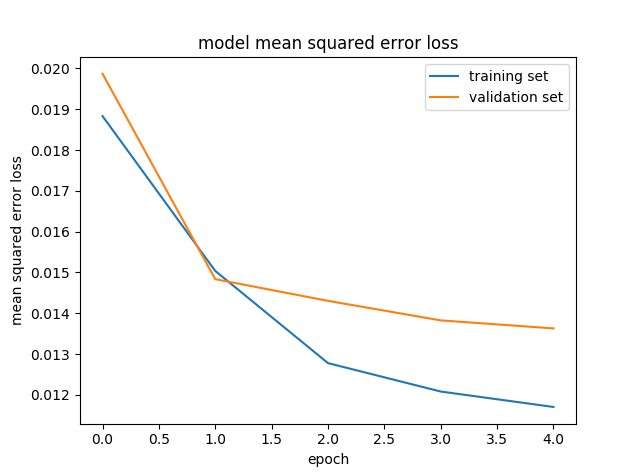 model mean squared error loss
training set
validation set
mean squared error loss
0.020
0.019
0.018
0.017
0.016
0.015
0.014
0.013
0.012
0.0 0.5 1.0 1.5 2.0 2.5 3.0 3.5 4.0
epoch